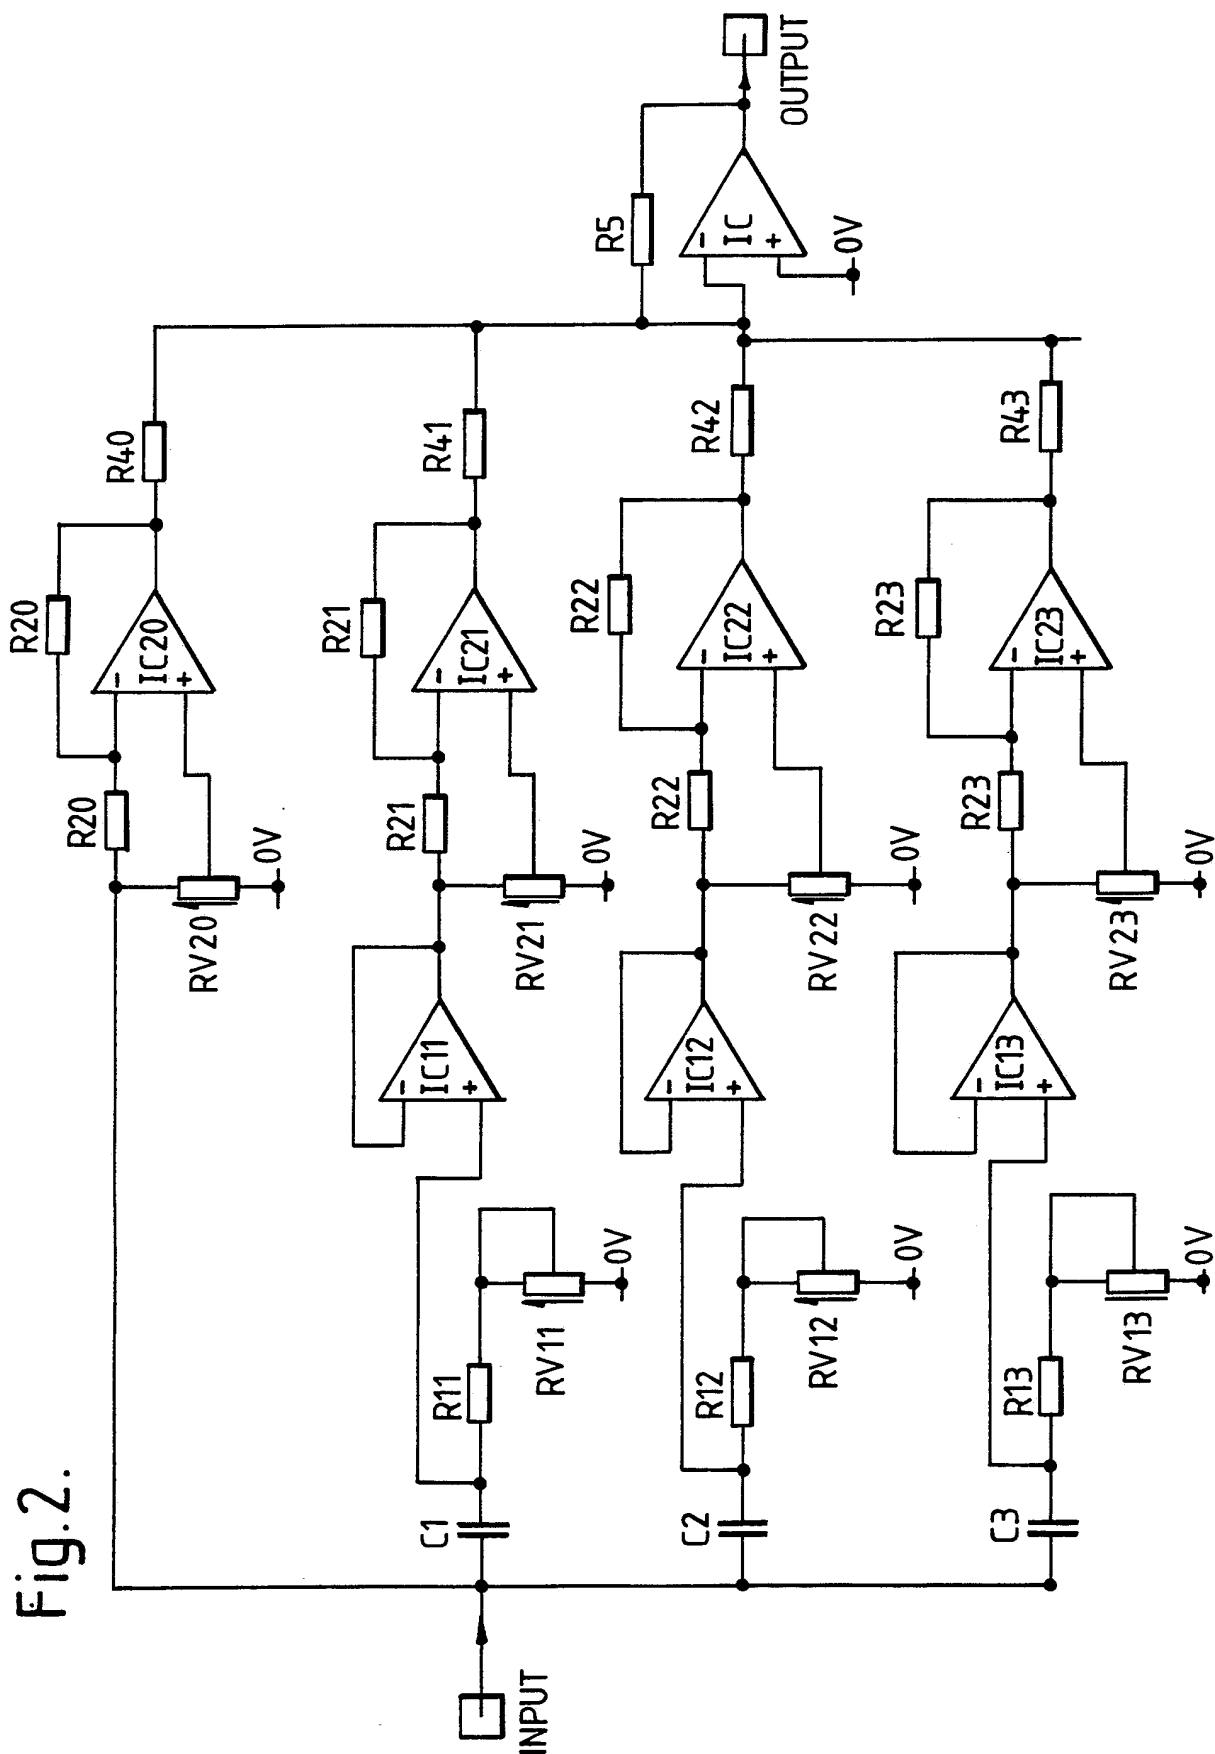 Fig.2.
INPUT
R20
R20
IC20
-
+
RV20
0V
R40
C1
R11
RV11
0V
IC11
-
+
R21
R21
IC21
-
+
RV21
0V
R41
C2
R12
RV12
0V
IC12
-
+
R22
R22
IC22
-
+
RV22
0V
R42
C3
R13
RV13
0V
IC13
-
+
R23
R23
IC23
-
+
RV23
0V
R43
R5
IC
-
+
0V
OUTPUT